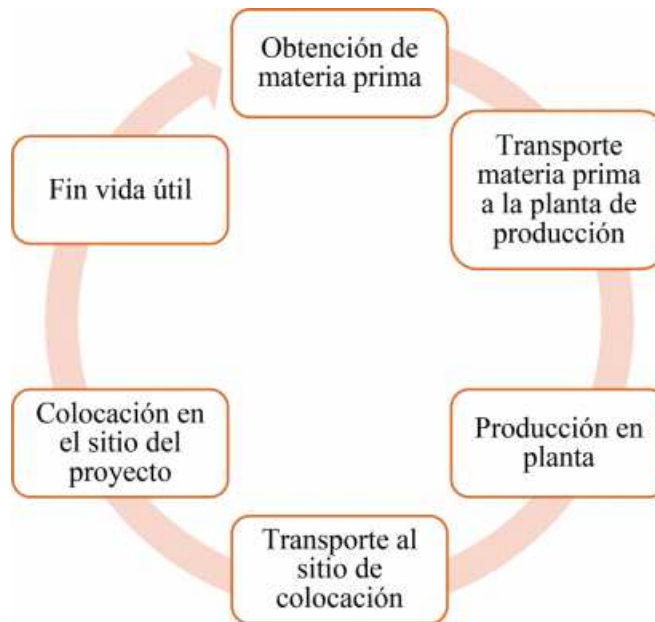 Obtención de
materia prima
Transporte
materia prima
a la planta de
producción
Producción en
planta
Transporte al
sitio de
colocación
Colocación en
el sitio del
proyecto
Fin vida útil